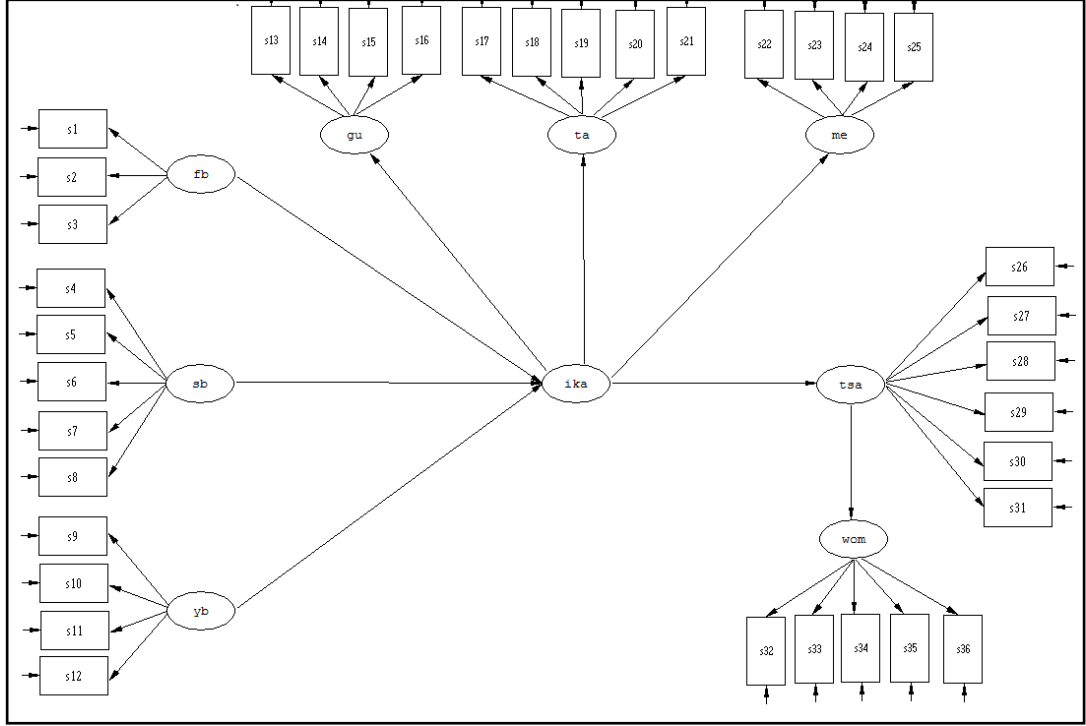 s13 s14 s15 s16 s17 s18 s19 s20 s21 s22 s23 s24 s25
gu ta me
s1
s2
s3
fb
s4
s5
s6
s7
s8
sb
ika
tsa
s26
s27
s28
s29
s30
s31
s9
s10
s11
s12
yb
wom
s32 s33 s34 s35 s36